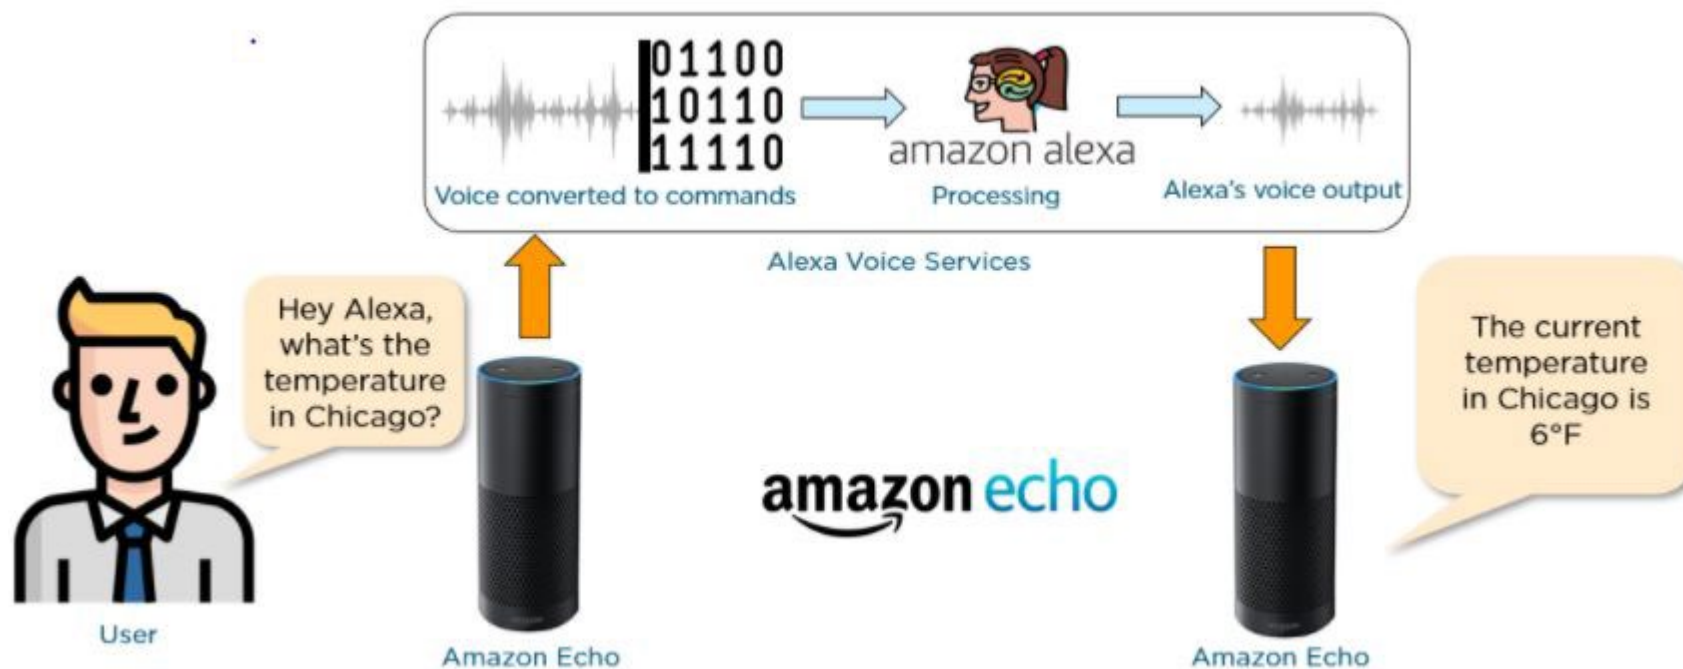 01100
10110
11110
amazon alexa
Voice converted to commands
Processing
Alexa's voice output
Alexa Voice Services
Hey Alexa,
what's the
temperature
in Chicago?
The current
temperature
in Chicago is
6°F
amazon echo
User
Amazon Echo
Amazon Echo